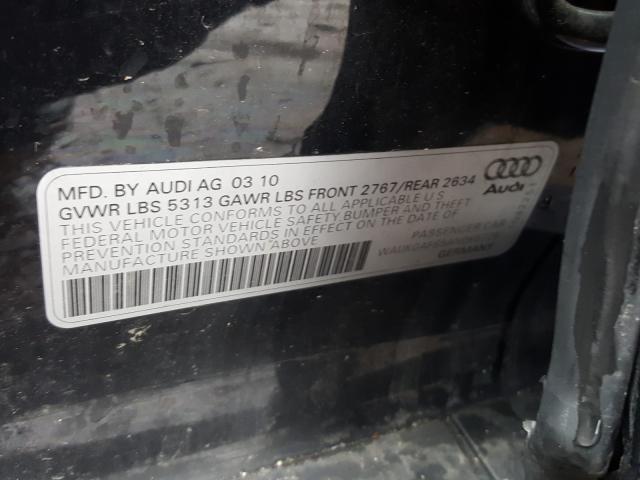 MFD. BY AUDI AG 03 10
GVWR LBS 5313 GAWR LBS FRONT 2767/REAR 2634
THIS VEHICLE CONFORMS TO ALL APPLICABLE U S
FEDERAL MOTOR VEHICLE SAFETY, BUMPER AND THEFT
PREVENTION STANDARDS IN EFFECT ON THE DATE OF
MANUFACTURE SHOWN ABOVE
Audi
PASSENGER CAR
GERMANY